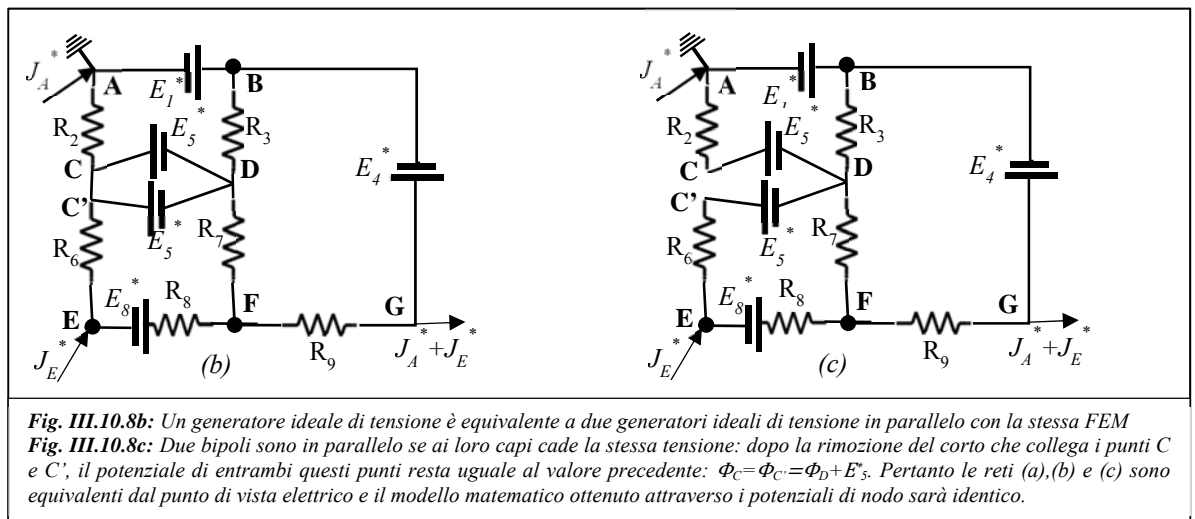 J_A^*
A
E_1^*
B
R_2
E_5^*
R_3
C
D
E_4^*
C'
R_6
E_5^*
R_7
E_8^*
R_8
F
G
E
J_E^*
(b)
R_9
J_A^* +J_E^*
J_A^*
A
E_1^*
B
R_2
E_5^*
R_3
C
D
E_4^*
C'
R_6
E_5^*
R_7
E_8^*
R_8
F
G
E
J_E^*
(c)
R_9
J_A^* +J_E^*
Fig. III.10.8b: Un generatore ideale di tensione è equivalente a due generatori ideali di tensione in parallelo con la stessa FEM
Fig. III.10.8c: Due bipoli sono in parallelo se ai loro capi cade la stessa tensione: dopo la rimozione del corto che collega i punti C
e C', il potenziale di entrambi questi punti resta uguale al valore precedente: Φ_C=Φ_C'=Φ_D+E*_5. Pertanto le reti (a),(b) e (c) sono
equivalenti dal punto di vista elettrico e il modello matematico ottenuto attraverso i potenziali di nodo sarà identico.